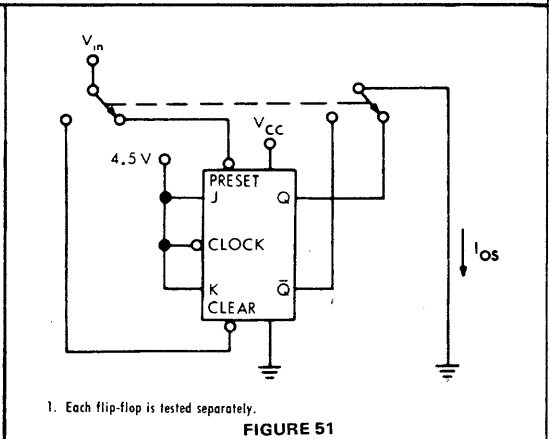 Vin
VCC
4.5 V
PRESET
J Q
CLOCK
IOS
K Q̅
CLEAR
1. Each flip-flop is tested separately.
FIGURE 51